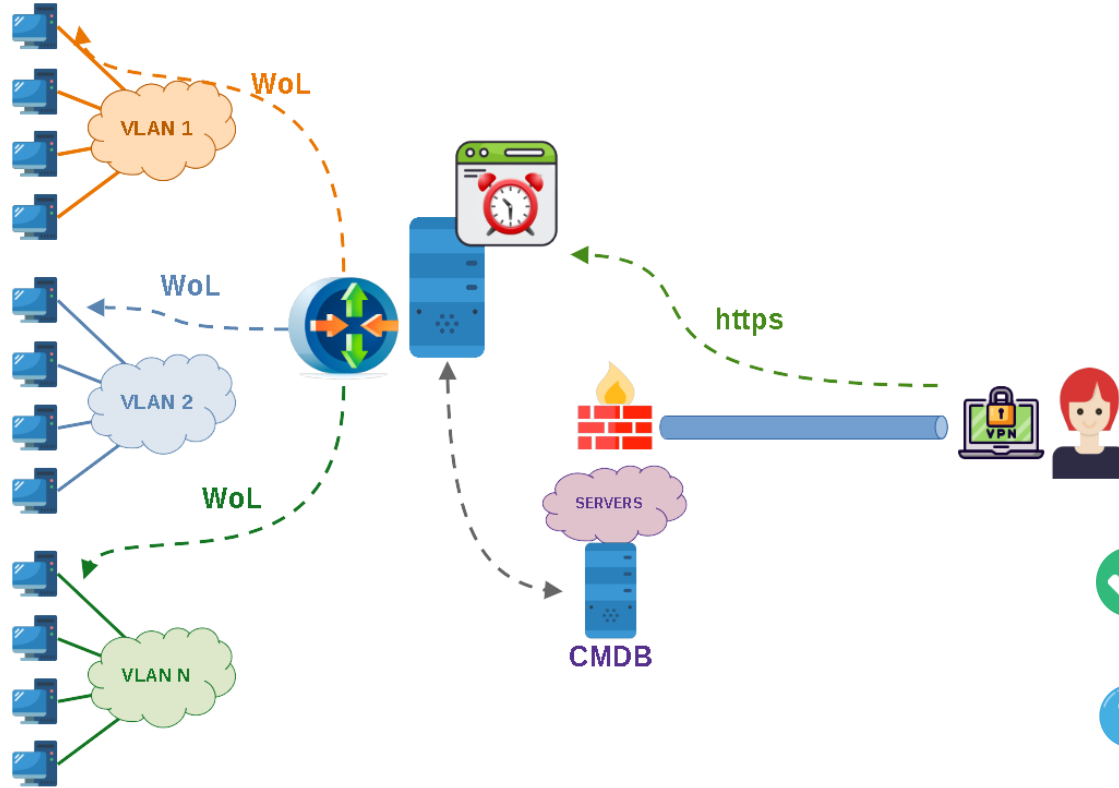 WoL
VLAN 1
WoL
https
VLAN 2
VPN
WoL
SERVERS
CMDB
VLAN N